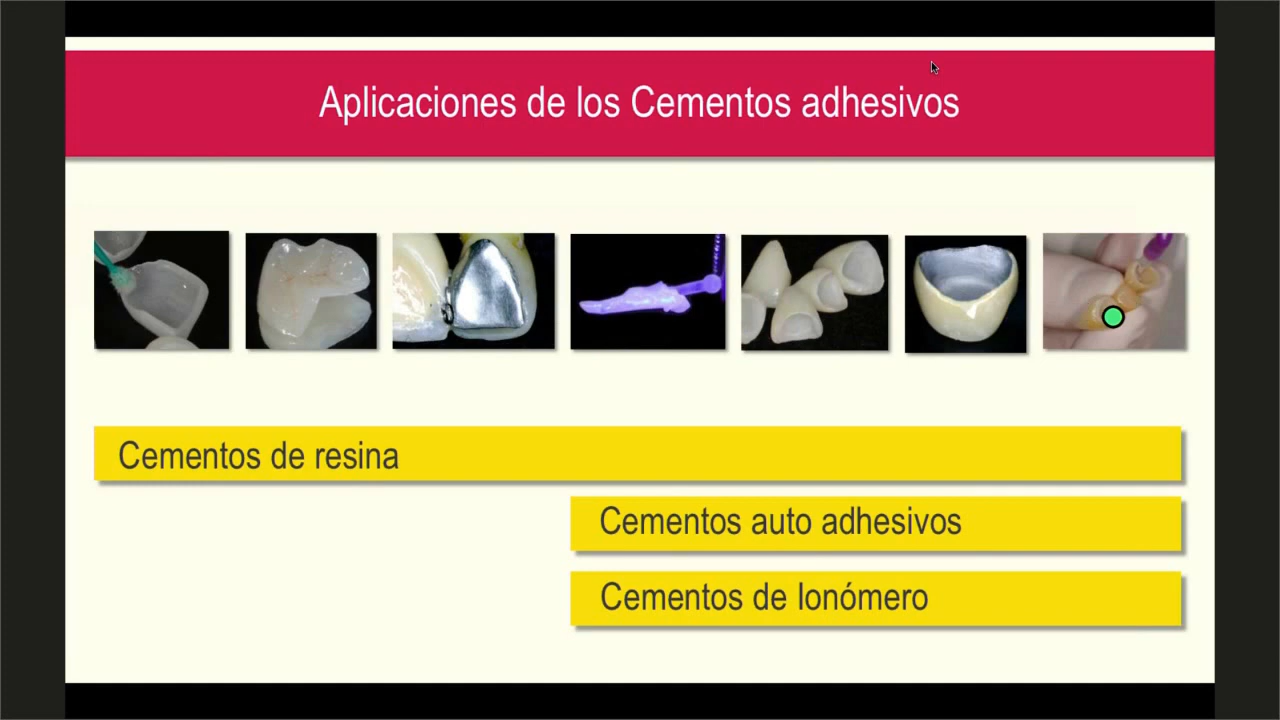 Aplicaciones de los Cementos adhesivos
Cementos de resina
Cementos auto adhesivos
Cementos de Ionómero